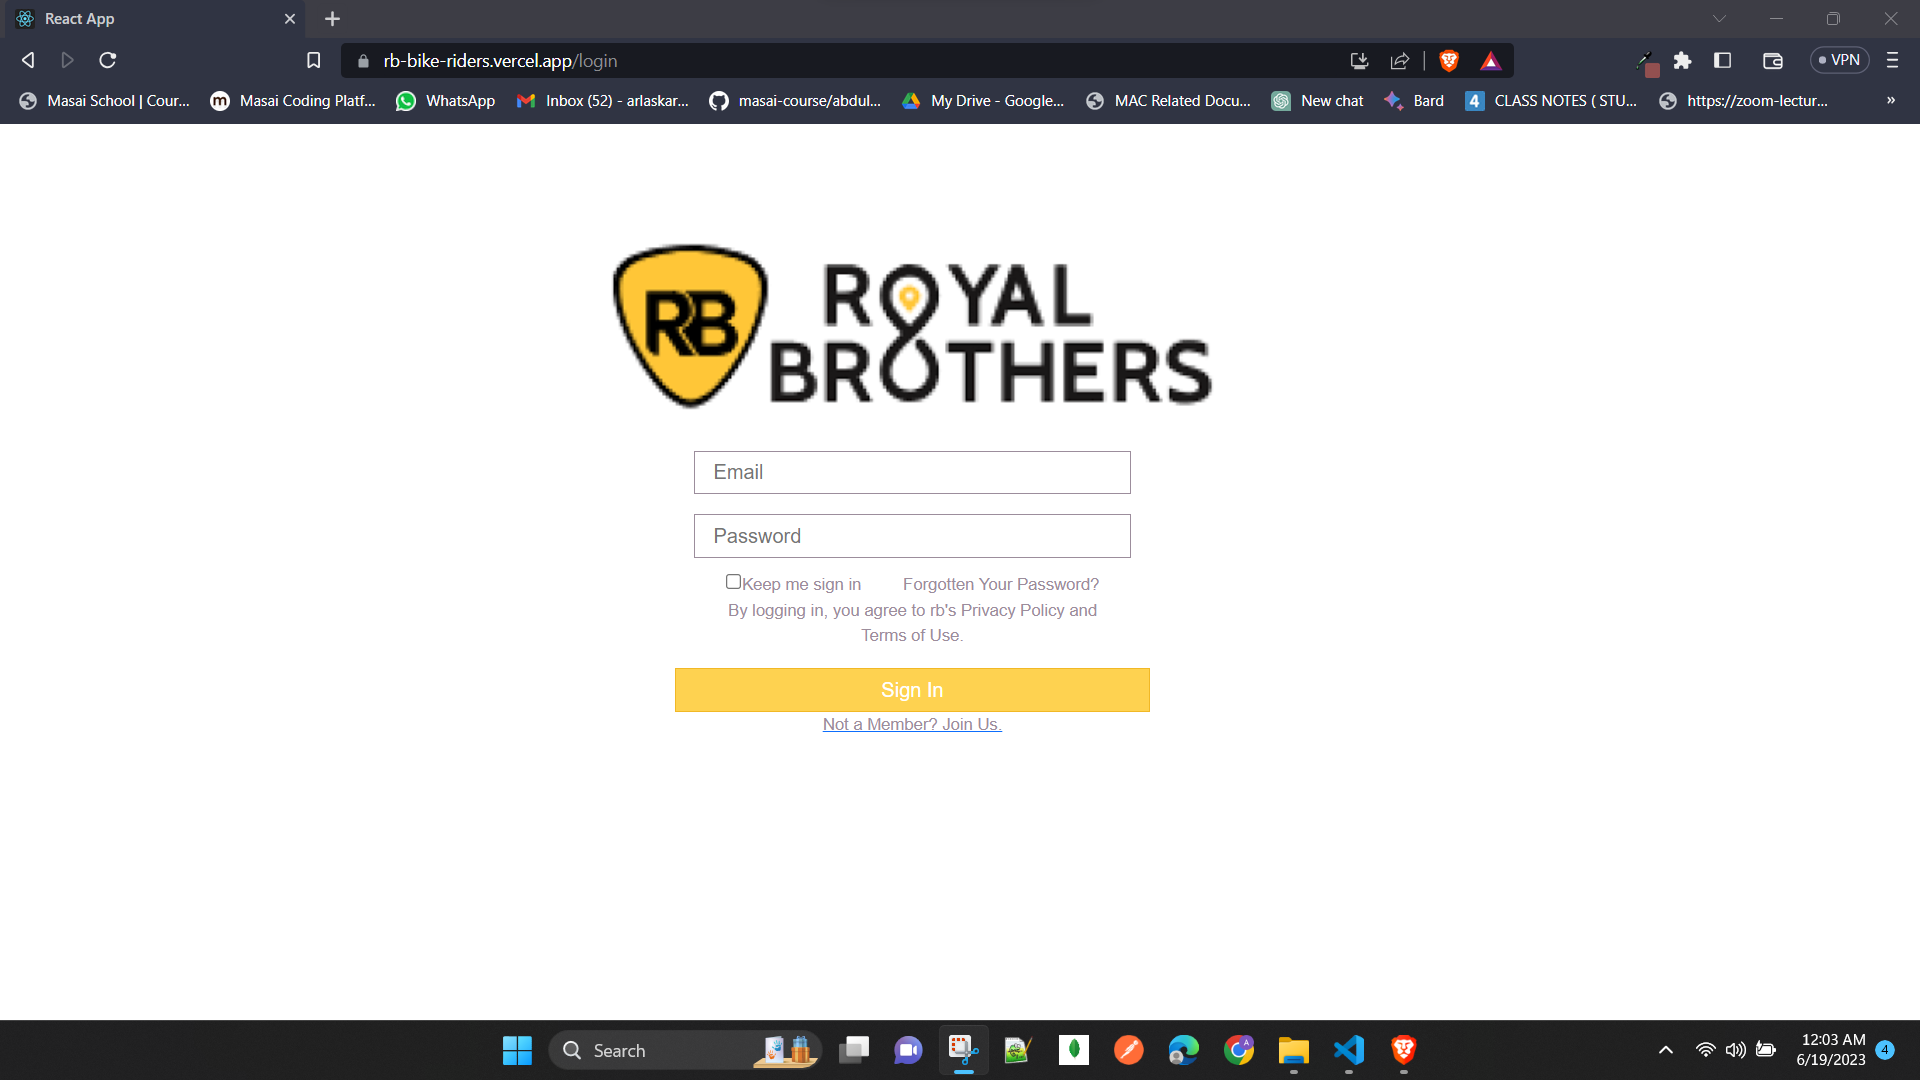 React App
rb-bike-riders.vercel.app/login
VPN
Masai School | Cour...
Masai Coding Platf...
WhatsApp
Inbox (52) - arlaskar...
masai-course/abdul...
My Drive - Google...
MAC Related Docu...
New chat
Bard
4
CLASS NOTES ( STU...
https://zoom-lectur...
»
RB
ROYAL
BROTHERS
Email
Password
Keep me sign in
Forgotten Your Password?
By logging in, you agree to rb's Privacy Policy and
Terms of Use.
Sign In
Not a Member? Join Us.
Search
12:03 AM
6/19/2023
4